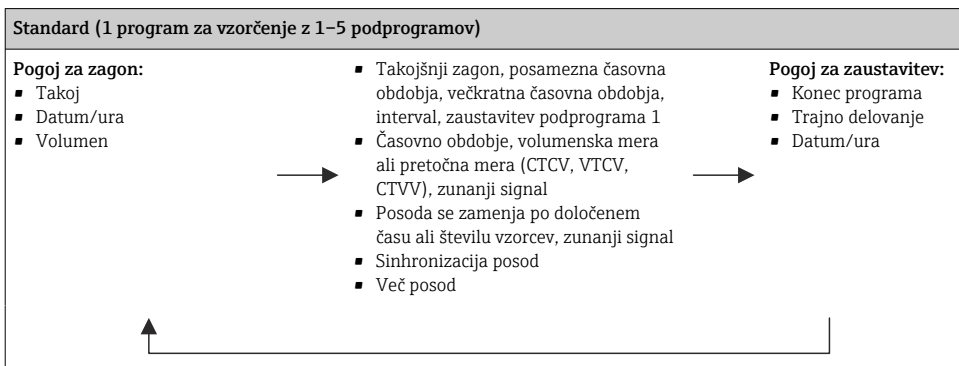 Standard (1 program za vzorčenje z 1–5 podprogramov)
Pogoj za zagon:
▪ Takoj
▪ Datum/ura
▪ Volumen
▪ Takojšnji zagon, posamezna časovna
obdobja, večkratna časovna obdobja,
interval, zaustavitev podprograma 1
▪ Časovno obdobje, volumenska mera
ali pretočna mera (CTCV, VTCV,
CTVV), zunanji signal
▪ Posoda se zamenja po določenem
času ali številu vzorcev, zunanji signal
▪ Sinhronizacija posod
▪ Več posod
Pogoj za zaustavitev:
▪ Konec programa
▪ Trajno delovanje
▪ Datum/ura